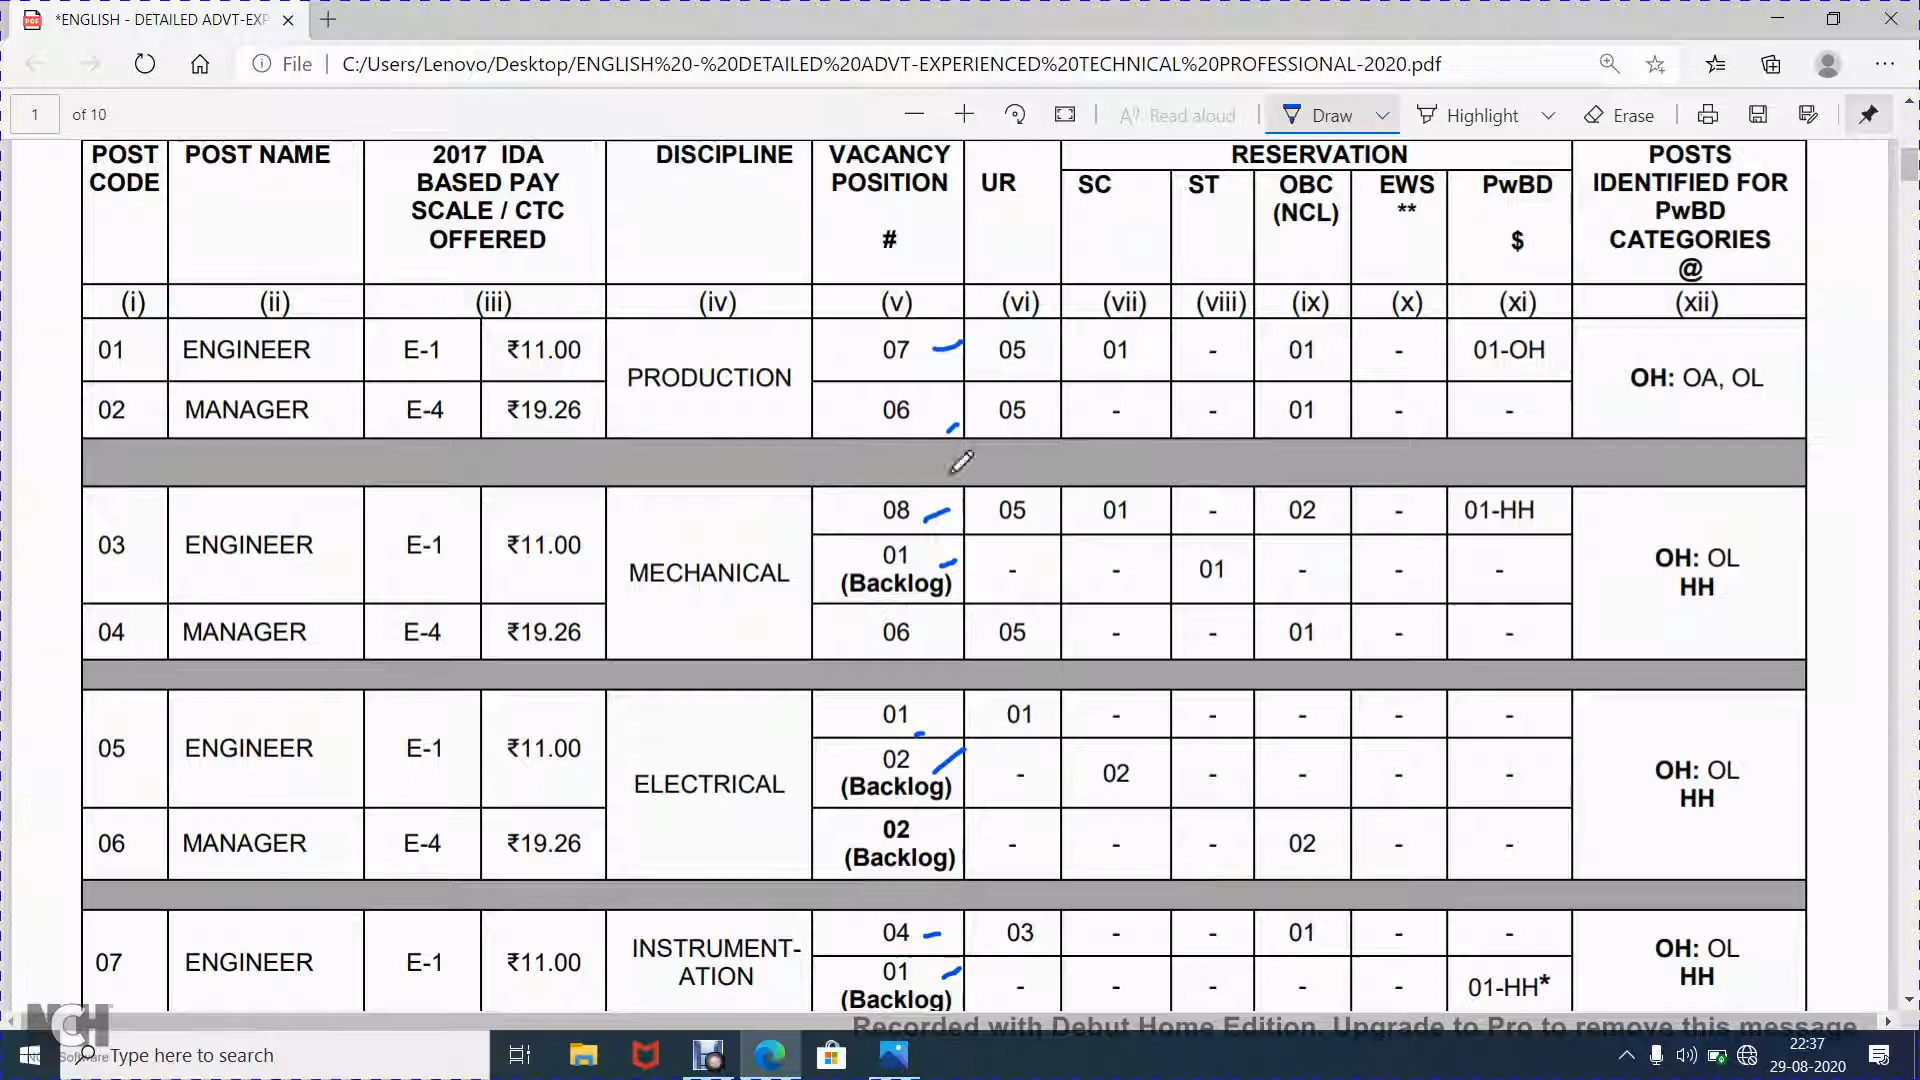 *ENGLISH - DETAILED ADVT-EXP
File C:/Users/Lenovo/Desktop/ENGLISH%20-%20DETAILED%20ADVT-EXPERIENCED%20TECHNICAL%20PROFESSIONAL-2020.pdf
1 of 10 Read aloud Draw Highlight Erase
POST CODE POST NAME 2017 IDA BASED PAY SCALE / CTC OFFERED DISCIPLINE VACANCY POSITION # UR RESERVATION POSTS IDENTIFIED FOR PwBD CATEGORIES @
SC ST OBC (NCL) EWS ** PwBD $
(i) (ii) (iii) (iv) (v) (vi) (vii) (viii) (ix) (x) (xi) (xii)
01 ENGINEER E-1 ₹11.00 PRODUCTION 07 05 01 - 01 - 01-OH OH: OA, OL
02 MANAGER E-4 ₹19.26 06 05 - - 01 - -
03 ENGINEER E-1 ₹11.00 MECHANICAL 08 05 01 - 02 - 01-HH OH: OL HH
01 (Backlog) - - 01 - - -
04 MANAGER E-4 ₹19.26 06 05 - - 01 - -
05 ENGINEER E-1 ₹11.00 ELECTRICAL 01 01 - - - - - OH: OL HH
02 (Backlog) - 02 - - - -
06 MANAGER E-4 ₹19.26 02 (Backlog) - - - 02 - -
07 ENGINEER E-1 ₹11.00 INSTRUMENT-ATION 04 03 - - 01 - - OH: OL HH
01 (Backlog) - - - - - 01-HH*
NCH Software
Recorded with Debut Home Edition. Upgrade to Pro to remove this message
Type here to search
22:37
29-08-2020